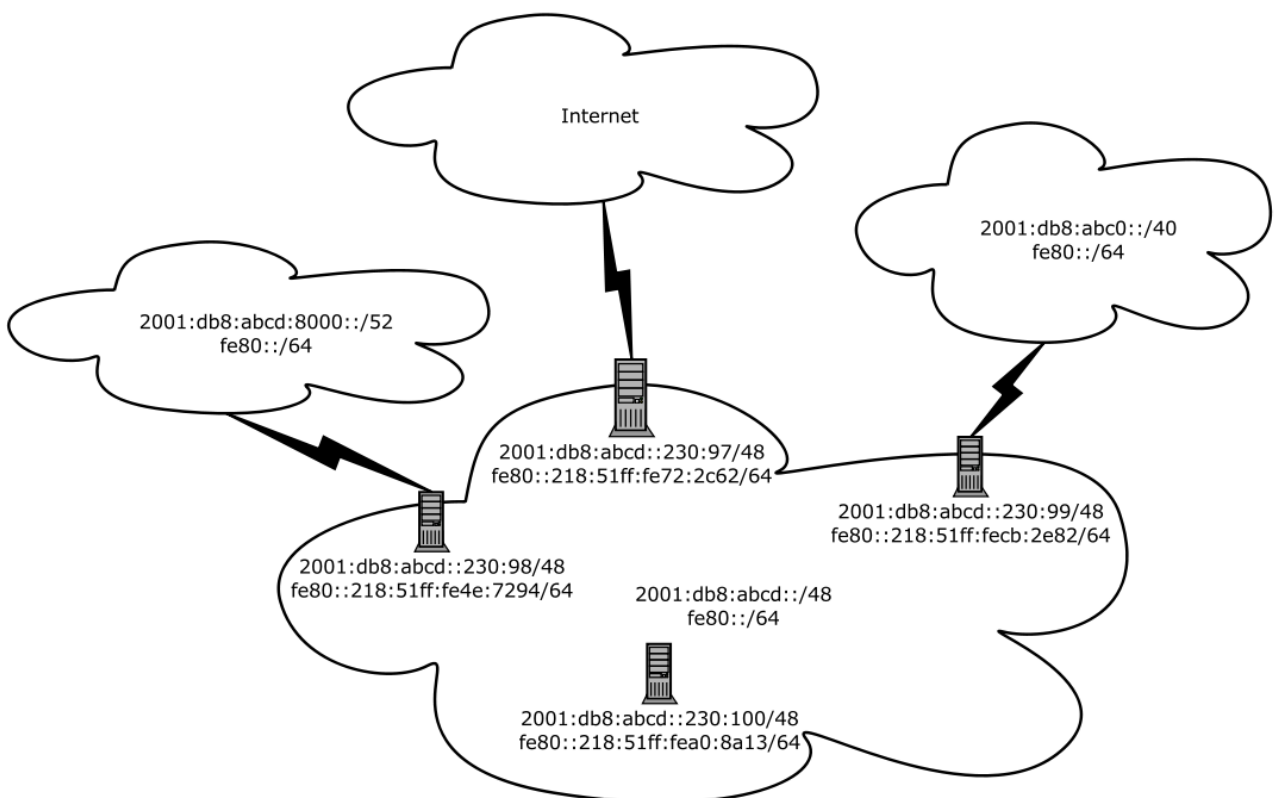 Internet
2001:db8:abc0::/40
fe80::/64
2001:db8:abcd:8000::/52
fe80::/64
2001:db8:abcd::230:97/48
fe80::218:51ff:fe72:2c62/64
2001:db8:abcd::230:99/48
fe80::218:51ff:fecb:2e82/64
2001:db8:abcd::230:98/48
fe80::218:51ff:fe4e:7294/64
2001:db8:abcd::/48
fe80::/64
2001:db8:abcd::230:100/48
fe80::218:51ff:fea0:8a13/64